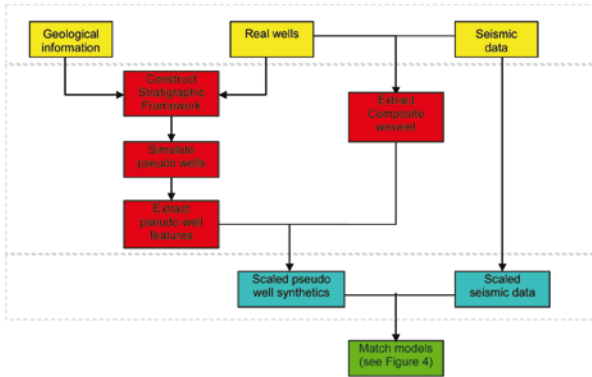 Geological
information
Real wells
Seismic
data
Construct
Stratigraphic
Framework
Extract
Composite
wavelet
Simulate
pseudo wells
Extract
pseudo well
features
Scaled pseudo
well synthetics
Scaled
seismic data
Match models
(see Figure 4)